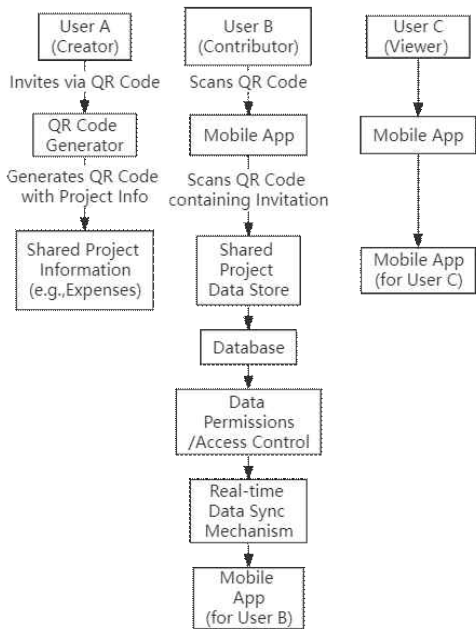 User A
(Creator)
Invites via QR Code
QR Code
Generator
Generates QR Code
with Project Info
Shared Project
Information
(e.g.,Expenses)
User B
(Contributor)
Scans QR Code
Mobile App
Scans QR Code
containing Invitation
Shared
Project
Data Store
Database
Data
Permissions
/Access Control
Real-time
Data Sync
Mechanism
Mobile
App
(for User B)
User C
(Viewer)
Mobile App
Mobile App
(for User C)